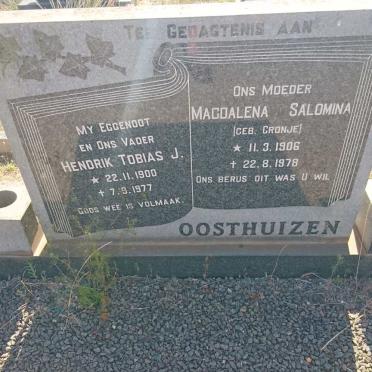 TER GEDAGTENIS AAN
MY EGGENOOT
EN ONS VADER
HENDRIK TOBIAS J.
★ 22.11.1900
✝ 7.9.1977
GODS WEE IS VOLMAAK.
ONS MOEDER
MAGDALENA SALOMINA
(GEB. CRONJE)
★ 11.3.1906
✝ 22.8.1978
ONS BERUS DIT WAS U WIL
OOSTHUIZEN